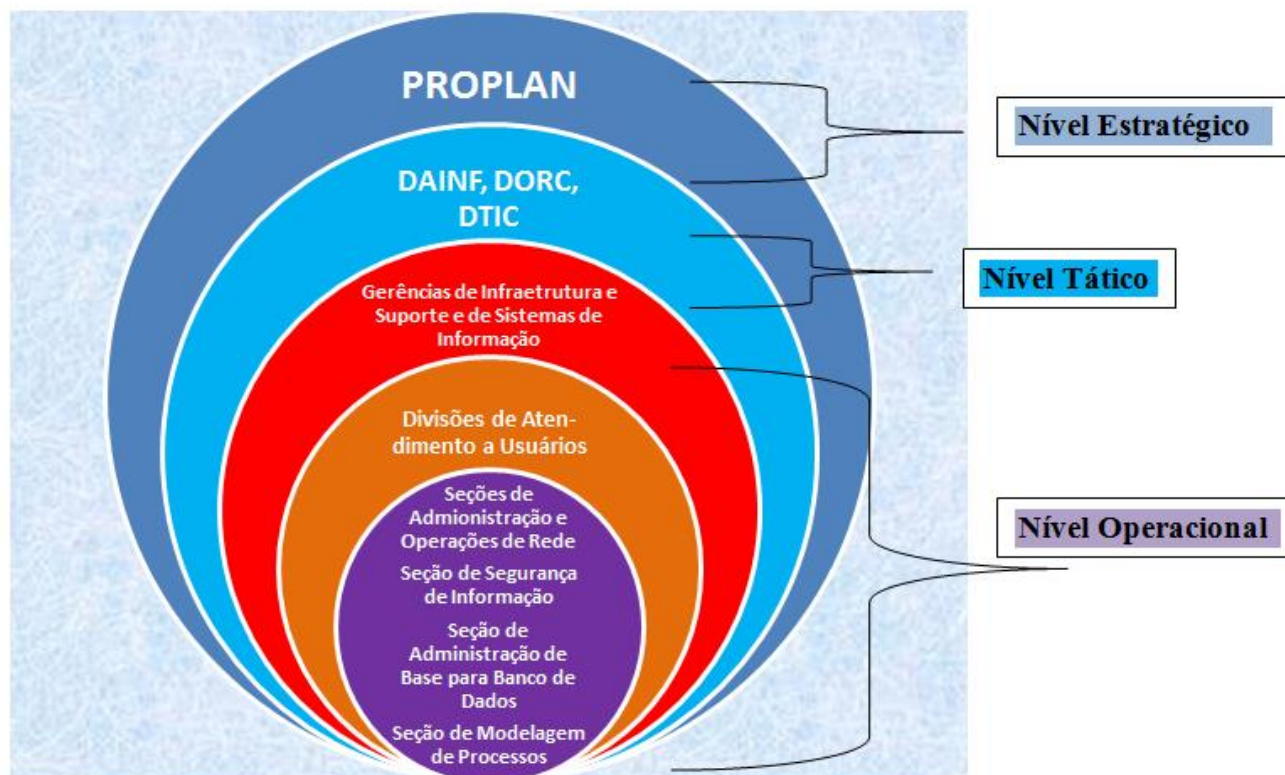 PROPLAN
Nível Estratégico
DAINF, DORC,
DTIC
Nível Tático
Gerências de Infraetrutura e
Suporte e de Sistemas de
Informação
Divisões de Aten-
dimento a Usuários
Seções de
Admionistração e
Operações de Rede
Seção de Segurança
de Informação
Seção de
Administração de
Base para Banco de
Dados
Seção de Modelagem
de Processos
Nível Operacional